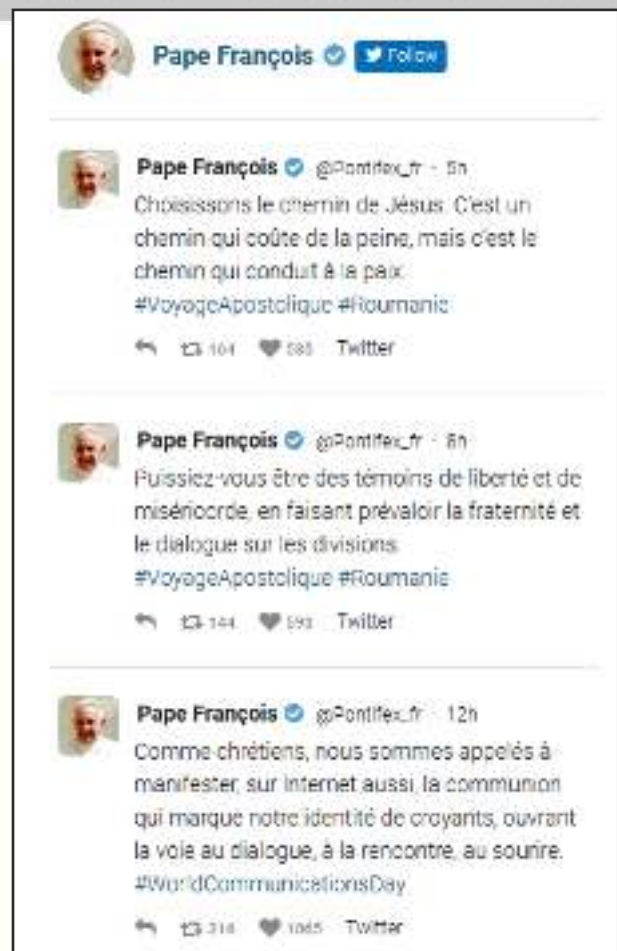 Pape François Follow
Pape François @Pontifex_fr · 5h
Choisissons le chemin de Jésus. C'est un
chemin qui coûte de la peine, mais c'est le
chemin qui conduit à la paix.
#VoyageApostolique #Roumanie
Twitter
Pape François @Pontifex_fr · 8h
Puissiez-vous être des témoins de liberté et de
miséricorde, en faisant prévaloir la fraternité et
le dialogue sur les divisions.
#VoyageApostolique #Roumanie
144 Twitter
Pape François @Pontifex_fr · 12h
Comme chrétiens, nous sommes appelés à
manifester, sur Internet aussi, la communion
qui marque notre identité de croyants, ouvrant
la voie au dialogue, à la rencontre, au sourire.
#WorldCommunicationsDay
Twitter